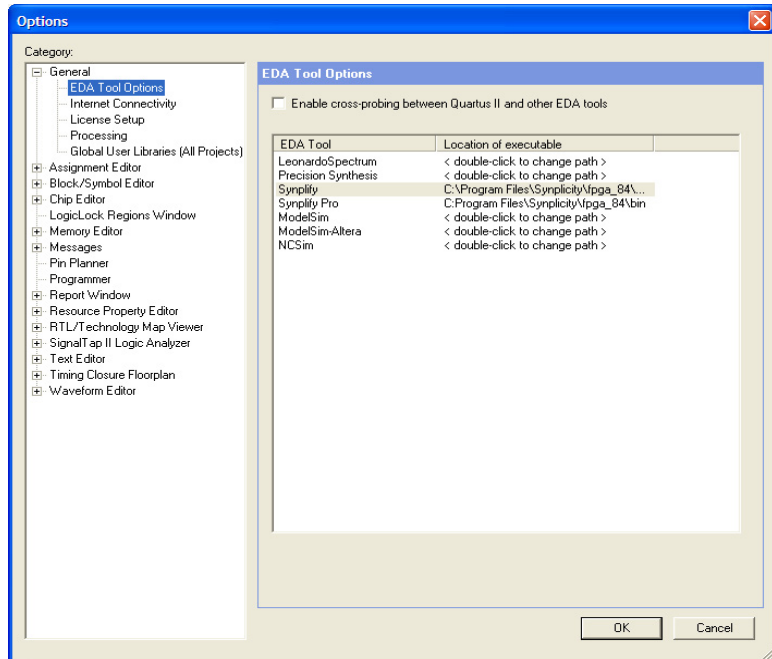 Options
Category:
General
EDA Tool Options
Internet Connectivity
License Setup
Processing
Global User Libraries (All Projects)
Assignment Editor
Block/Symbol Editor
Chip Editor
LogicLock Regions Window
Memory Editor
Messages
Pin Planner
Programmer
Report Window
Resource Property Editor
RTL/Technology Map Viewer
SignalTap II Logic Analyzer
Text Editor
Timing Closure Floorplan
Waveform Editor
EDA Tool Options
Enable cross-probing between Quartus II and other EDA tools
EDA Tool Location of executable
LeonardoSpectrum < double-click to change path >
Precision Synthesis < double-click to change path >
Synplify C:\Program Files\Synplicity\fpga_84\...
Synplify Pro C:Program Files\Synplicity\fpga_84\bin
ModelSim < double-click to change path >
ModelSim-Altera < double-click to change path >
NCSim < double-click to change path >
OK Cancel